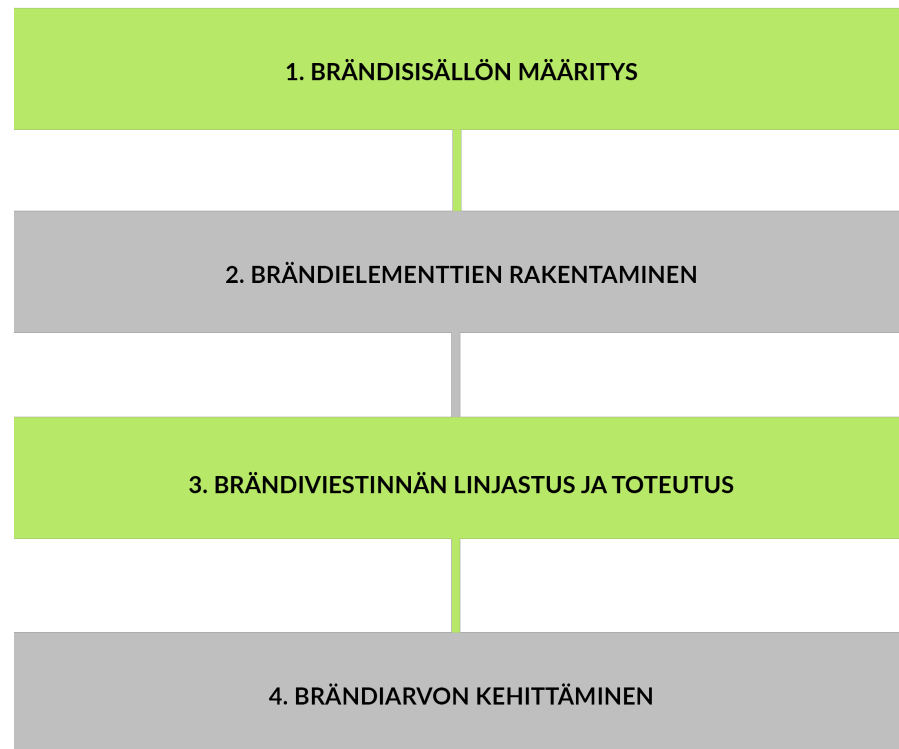 1. BRÄNDISISÄLLÖN MÄÄRITYS
2. BRÄNDIELEMENTTIEN RAKENTAMINEN
3. BRÄNDIVIESTINNÄN LINJASTUS JA TOTEUTUS
4. BRÄNDIARVON KEHITTÄMINEN